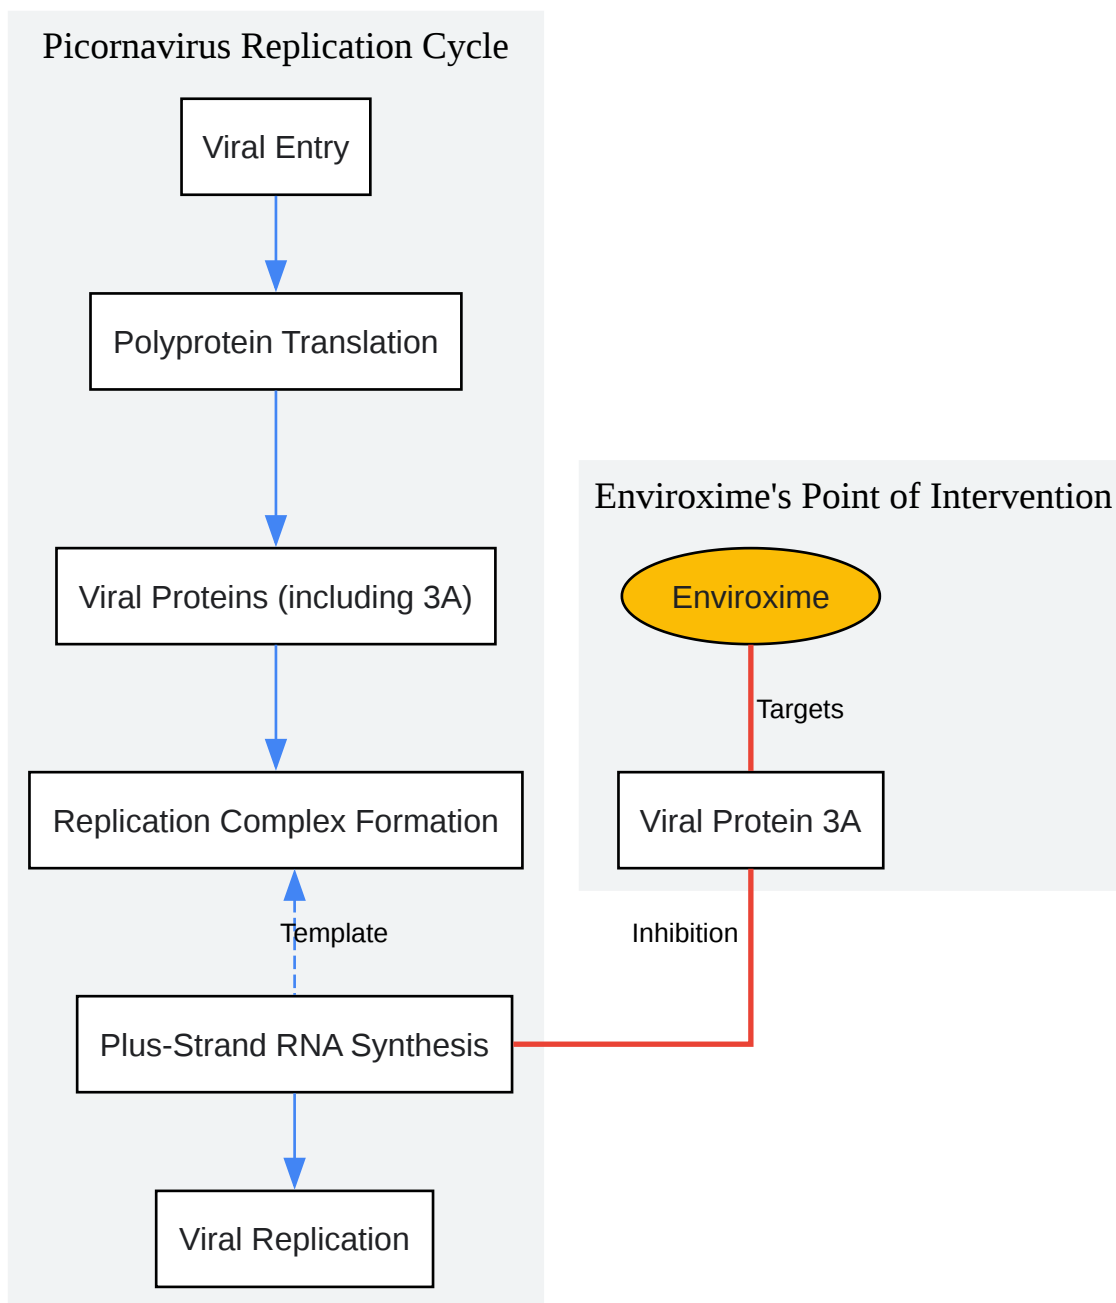 Picornavirus Replication Cycle
Viral Entry
Polyprotein Translation
Viral Proteins (including 3A)
Replication Complex Formation
Template
Plus-Strand RNA Synthesis
Viral Replication
Enviroxime's Point of Intervention
Enviroxime
Targets
Viral Protein 3A
Inhibition